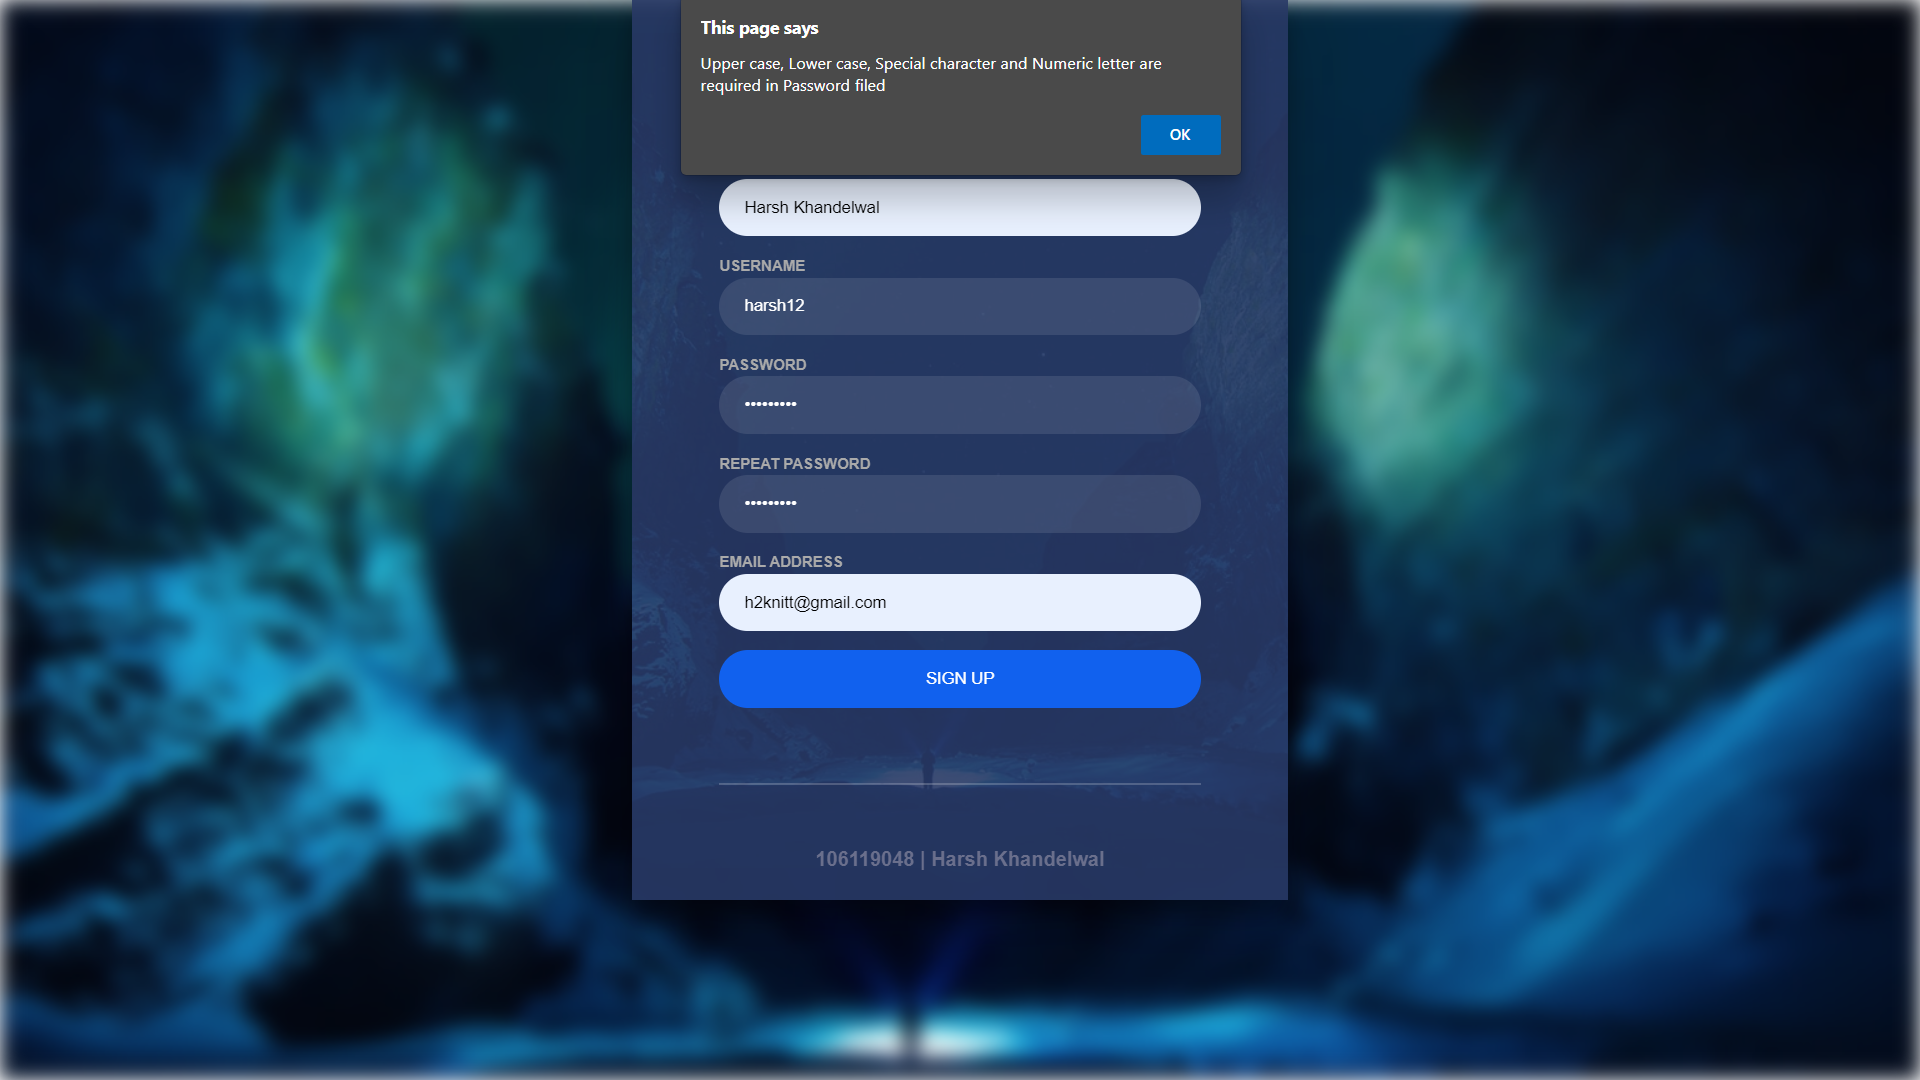 This page says
Upper case, Lower case, Special character and Numeric letter are
required in Password filed
OK
Harsh Khandelwal
USERNAME
harsh12
PASSWORD
•••••••••
REPEAT PASSWORD
•••••••••
EMAIL ADDRESS
h2knitt@gmail.com
SIGN UP
106119048 | Harsh Khandelwal